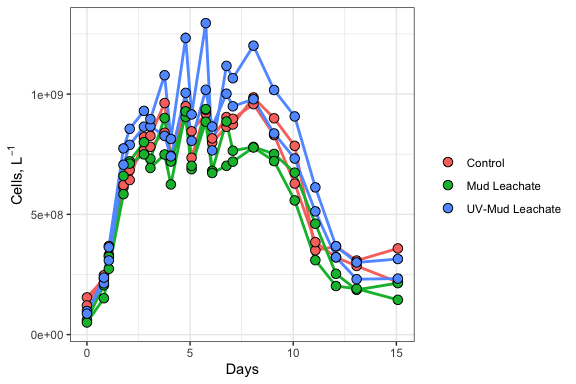 Cells, L⁻¹
1e+09
5e+08
0e+00
0 5 10 15
Days
Control
Mud Leachate
UV-Mud Leachate